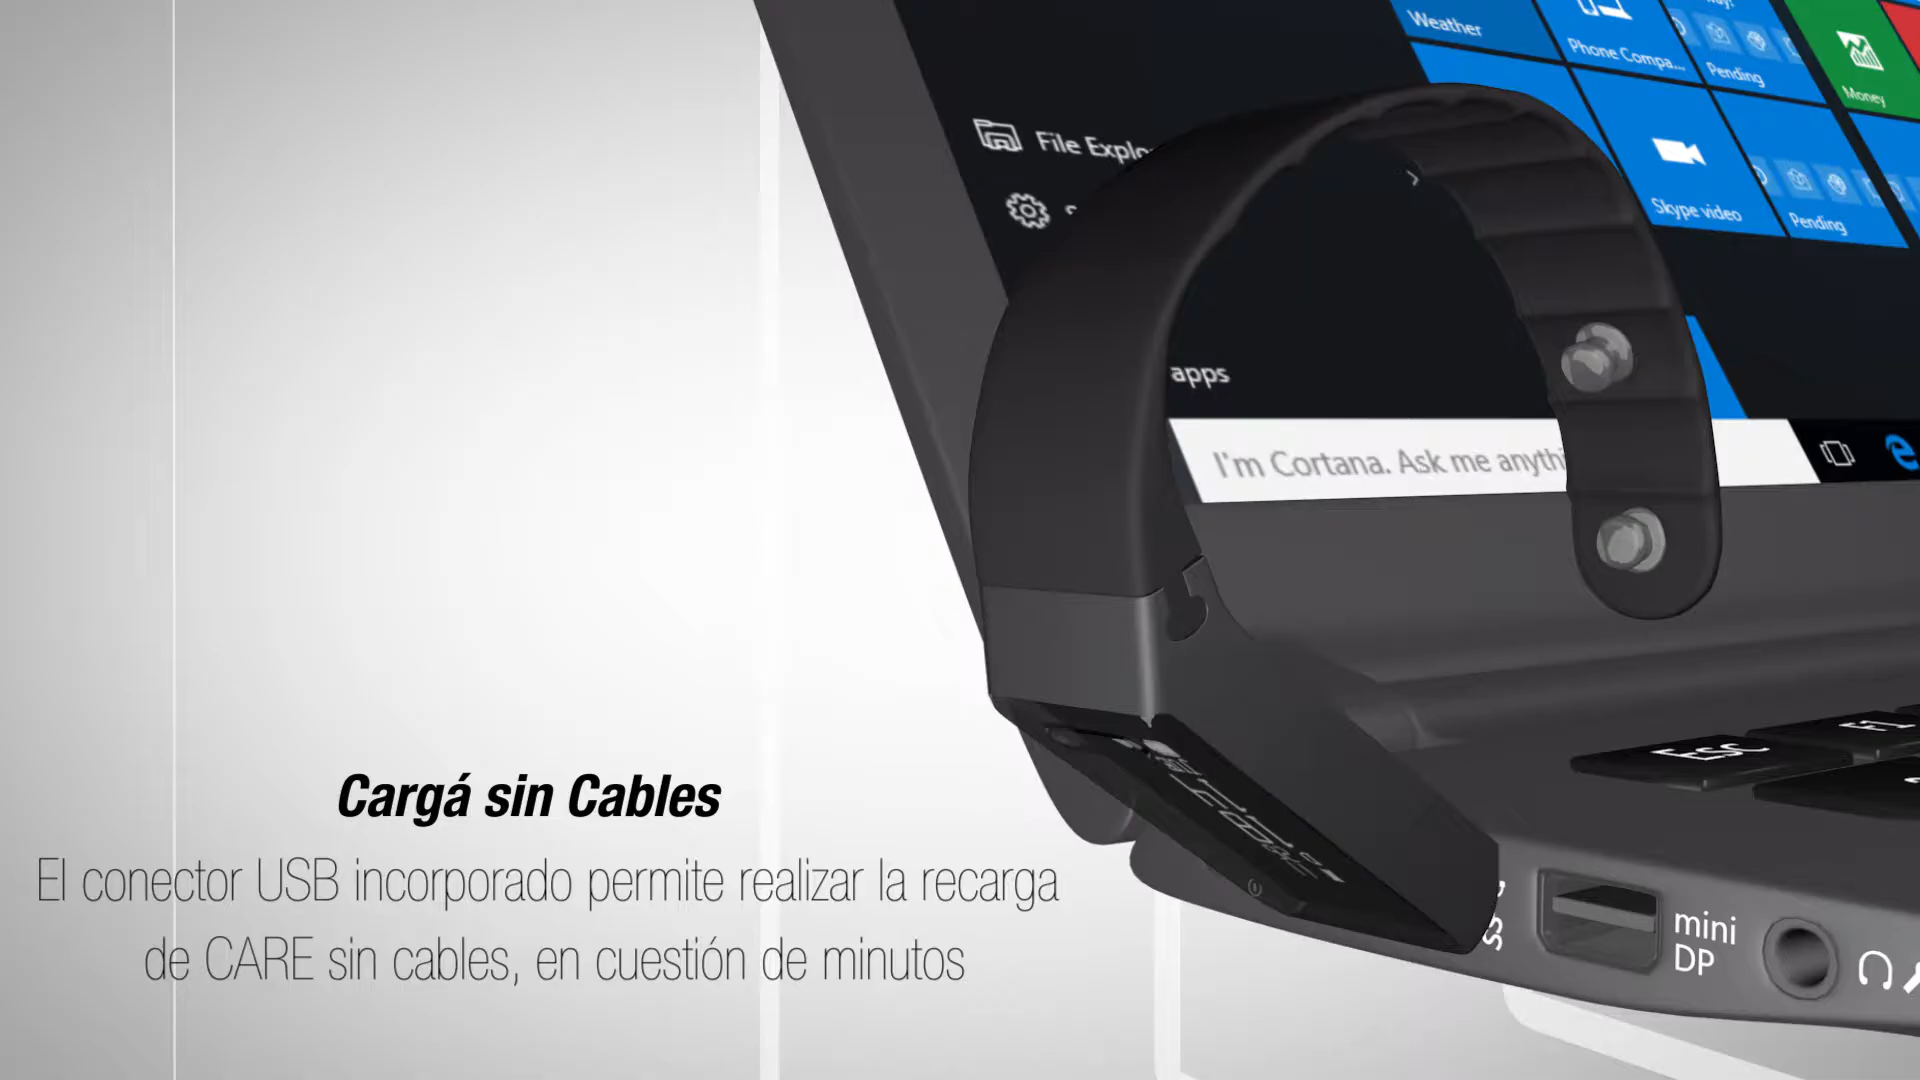 Weather
Phone Compa...
Pending
Money
File Explo
Skype video
Pending
apps
I'm Cortana. Ask me anythi
Esc
F1
mini
DP
Cargá sin Cables
El conector USB incorporado permite realizar la recarga
de CARE sin cables, en cuestión de minutos